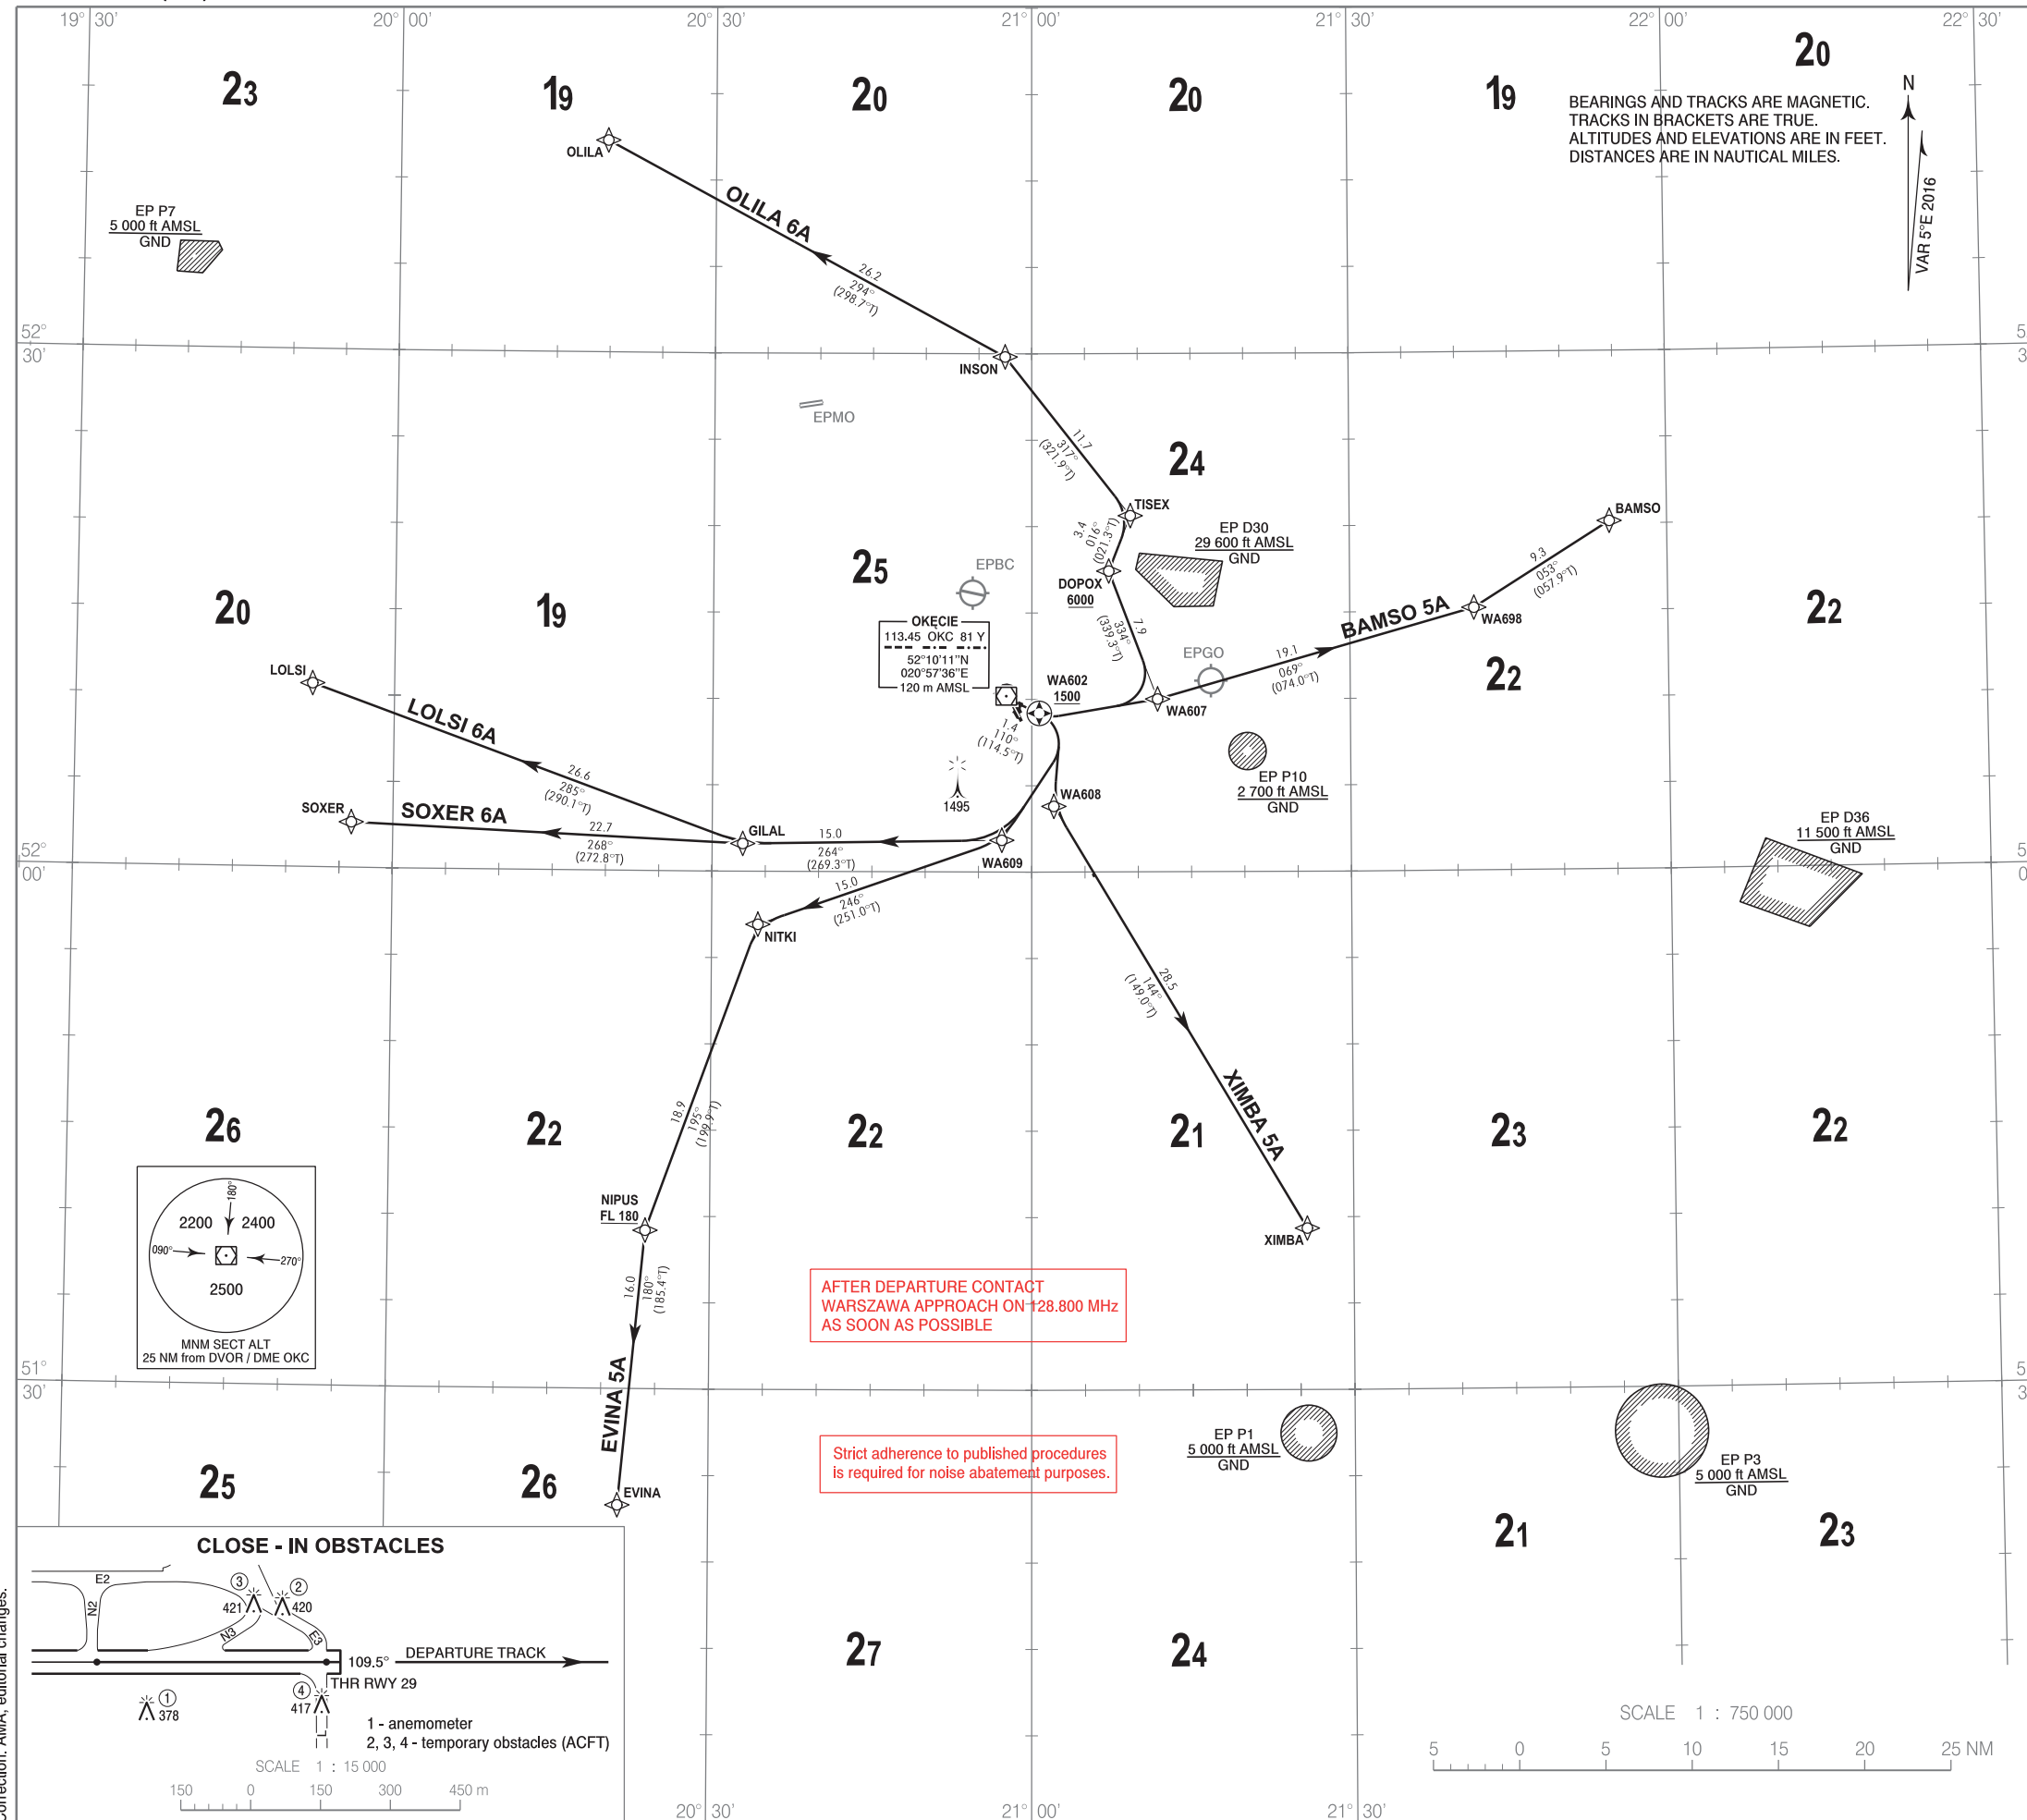 19° 30'
20° 00'
20° 30'
21° 00'
21° 30'
22° 00'
22° 30'
23
19
20
20
19
20
BEARINGS AND TRACKS ARE MAGNETIC.
TRACKS IN BRACKETS ARE TRUE.
ALTITUDES AND ELEVATIONS ARE IN FEET.
DISTANCES ARE IN NAUTICAL MILES.
N
VAR 5°E 2016
OLILA
OLILA 6A
26.2
294°
(298.7°T)
EP P7
5 000 ft AMSL
GND
52°
30'
INSON
EPMO
11.7
317°
(321.9°T)
24
TISEX
3.4
016°
(021.3°T)
EP D30
29 600 ft AMSL
GND
BAMSO
9.3
053°
(057.9°T)
25
EPBC
DOPOX
6000
20
19
22
OKĘCIE
113.45 OKC 81 Y
52°10'11"N
020°57'36"E
120 m AMSL
7.9
334°
(339.3°T)
EPGO
BAMSO 5A
19.1
069°
(074.0°T)
WA698
22
LOLSI
LOLSI 6A
26.6
285°
(290.1°T)
WA602
1500
WA607
1.4
110°
(114.5°T)
1495
EP P10
2 700 ft AMSL
GND
WA608
SOXER
SOXER 6A
22.7
268°
(272.8°T)
GILAL
15.0
264°
(269.3°T)
WA609
EP D36
11 500 ft AMSL
GND
52°
00'
15.0
246°
(251.0°T)
NITKI
28.5
144°
(149.0°T)
18.9
195°
(199.9°T)
XIMBA 5A
26
22
22
21
23
22
180°
2200
2400
090°
270°
2500
MNM SECT ALT
25 NM from DVOR / DME OKC
NIPUS
FL 180
XIMBA
16.0
180°
(185.4°T)
AFTER DEPARTURE CONTACT
WARSZAWA APPROACH ON 128.800 MHz
AS SOON AS POSSIBLE
51°
30'
EVINA 5A
Strict adherence to published procedures
is required for noise abatement purposes.
EP P1
5 000 ft AMSL
GND
EP P3
5 000 ft AMSL
GND
25
26
EVINA
21
23
CLOSE - IN OBSTACLES
E2
N2
3
421
2
420
N3
E3
109.5°
DEPARTURE TRACK
THR RWY 29
1
378
4
417
1 - anemometer
2, 3, 4 - temporary obstacles (ACFT)
SCALE 1 : 15 000
150
0
150
300
450 m
27
24
SCALE 1 : 750 000
5
0
5
10
15
20
25 NM
20° 30'
21° 00'
21° 30'
editorial changes.